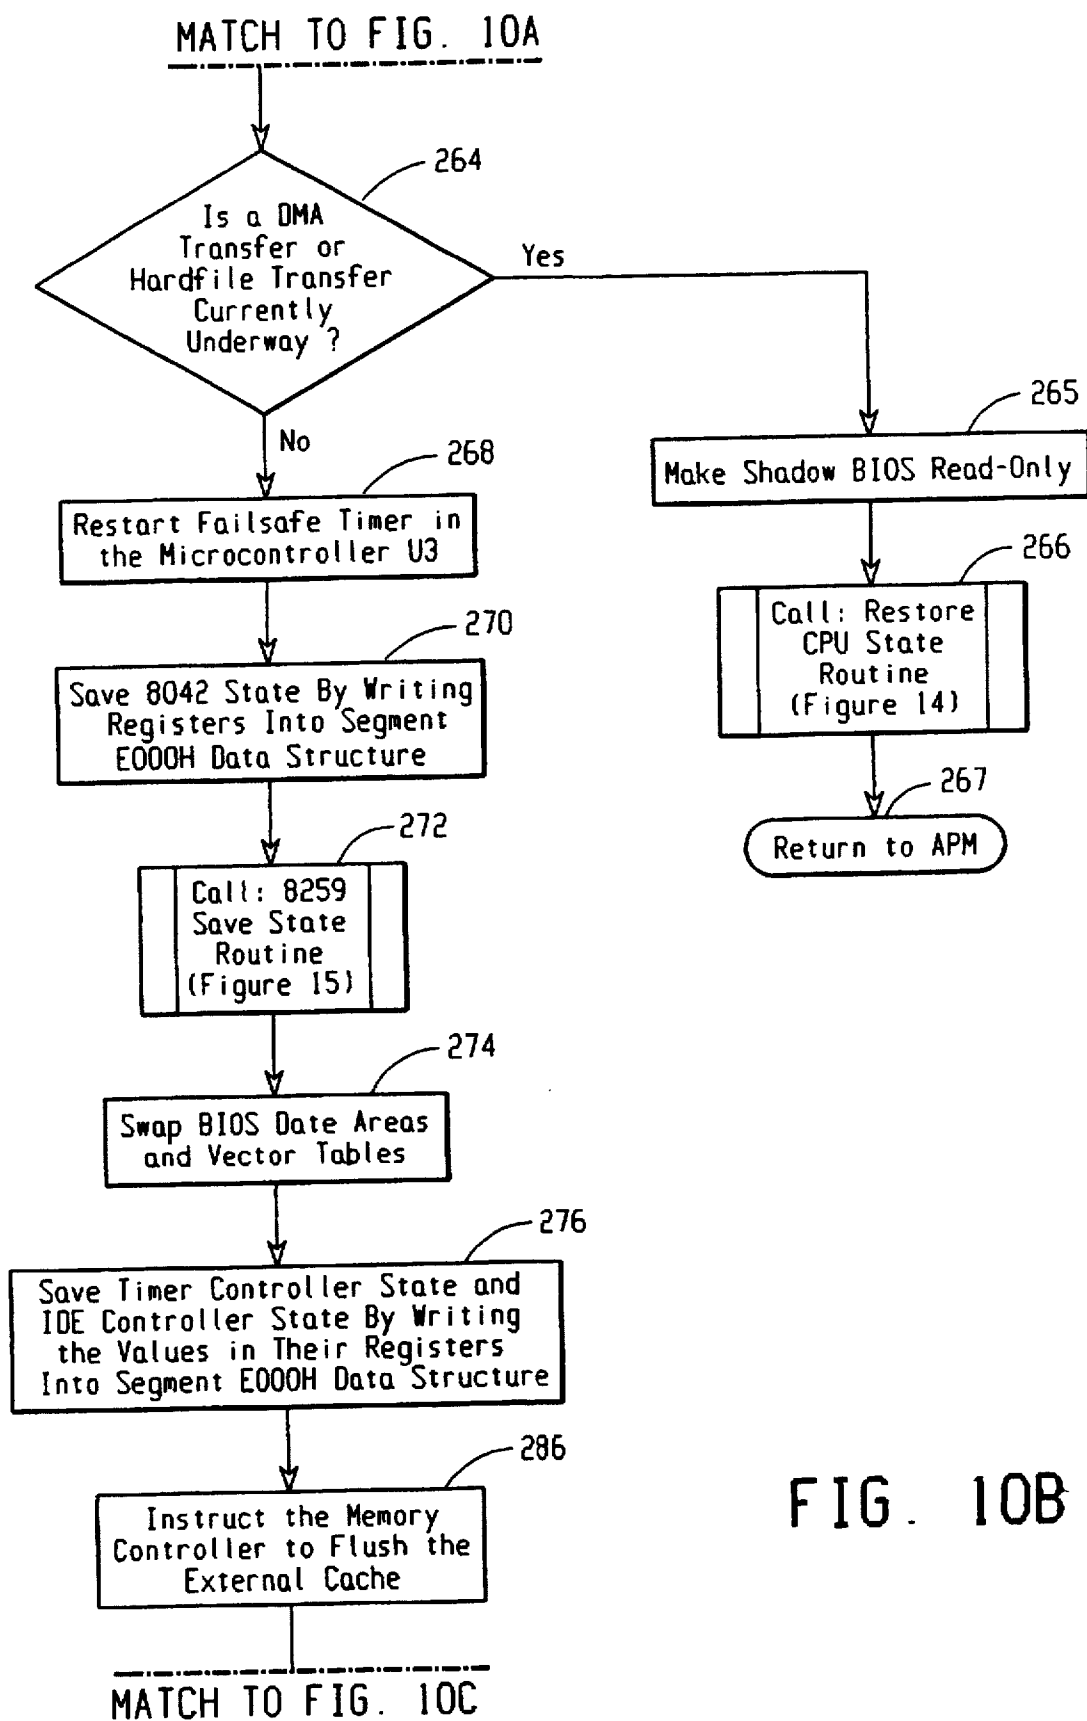 MATCH TO FIG. 10A
264
Is a DMA
Transfer or
Hardfile Transfer
Currently
Underway ?
Yes
No
265
Make Shadow BIOS Read-Only
266
Call: Restore
CPU State
Routine
(Figure 14)
267
Return to APM
268
Restart Failsafe Timer in
the Microcontroller U3
270
Save 8042 State By Writing
Registers Into Segment
E000H Data Structure
272
Call: 8259
Save State
Routine
(Figure 15)
274
Swap BIOS Date Areas
and Vector Tables
276
Save Timer Controller State and
IDE Controller State By Writing
the Values in Their Registers
Into Segment E000H Data Structure
286
Instruct the Memory
Controller to Flush the
External Cache
FIG. 10B
MATCH TO FIG. 10C